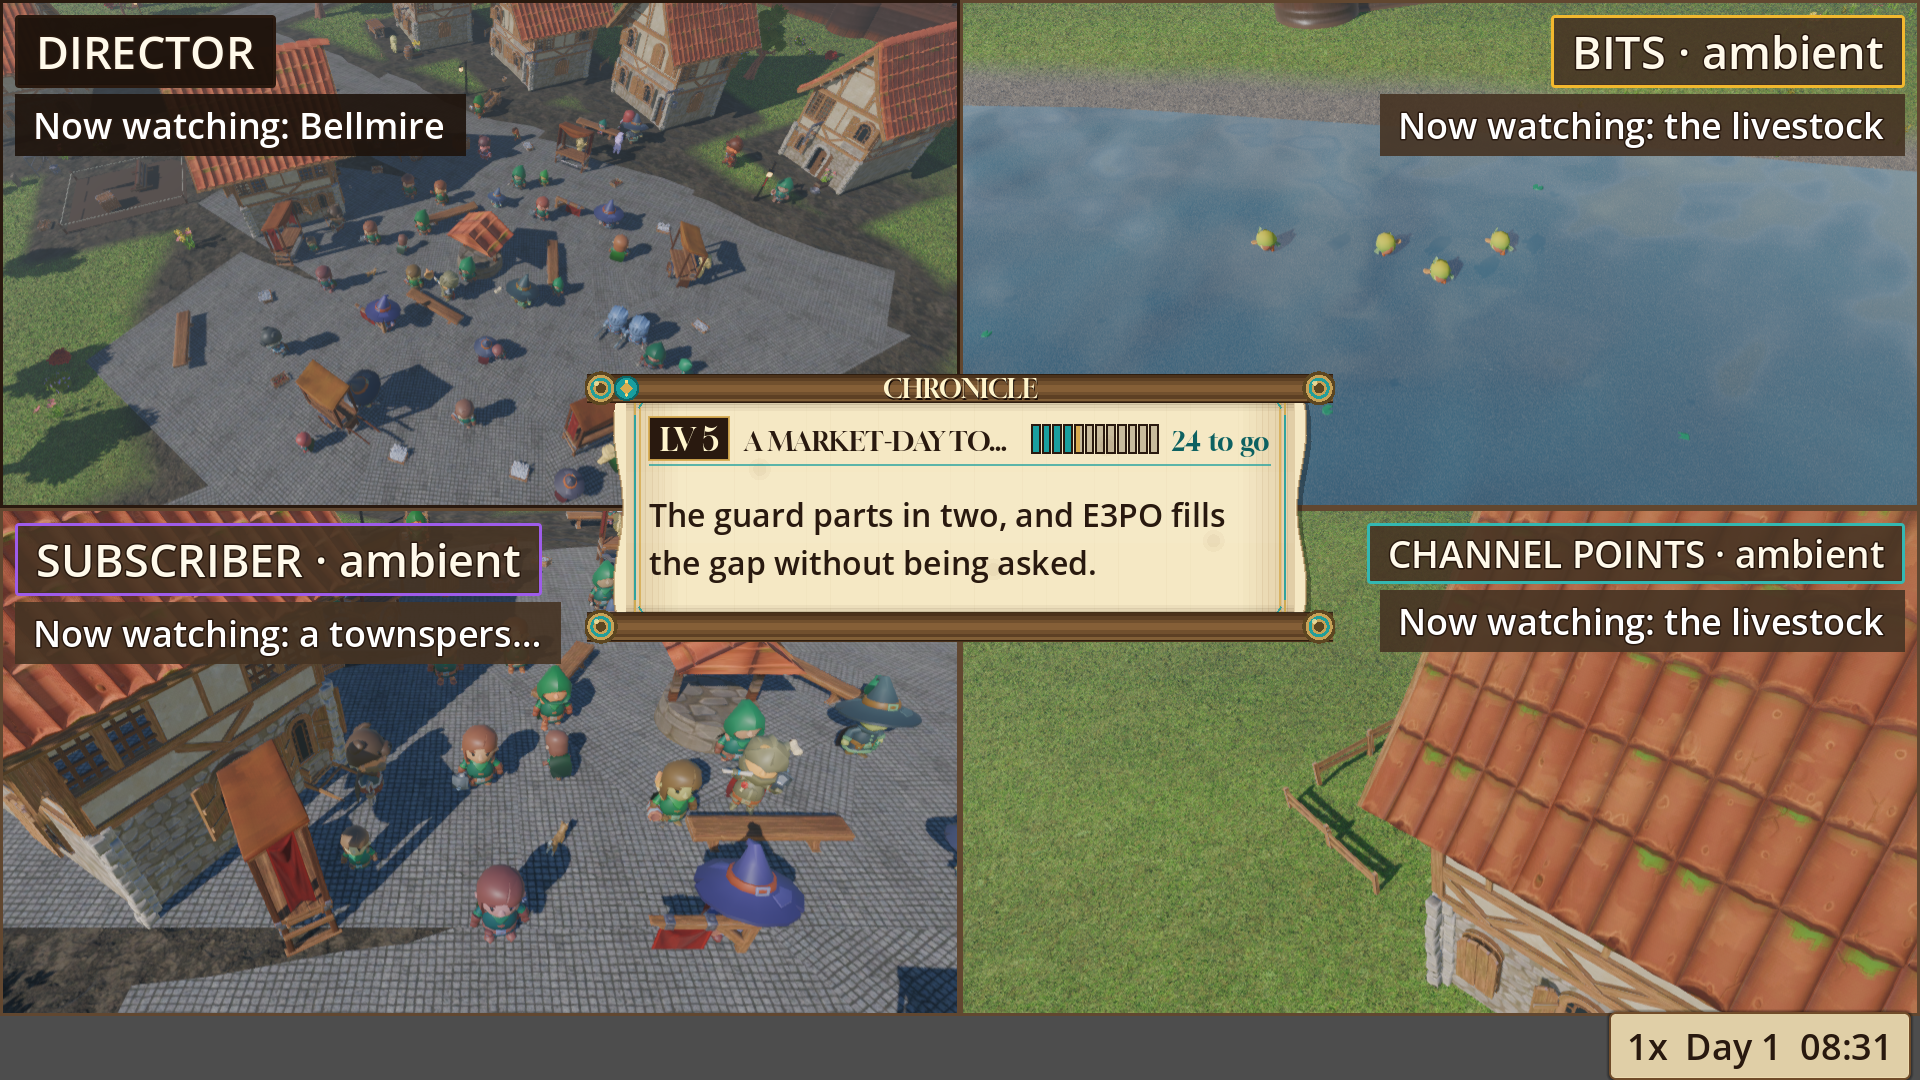 DIRECTOR
Now watching: Bellmire
BITS · ambient
Now watching: the livestock
CHRONICLE
LV 5 A MARKET-DAY TO... 24 to go
The guard parts in two, and E3PO fills
the gap without being asked.
SUBSCRIBER · ambient
Now watching: a townspers...
CHANNEL POINTS · ambient
Now watching: the livestock
1x Day 1 08:31